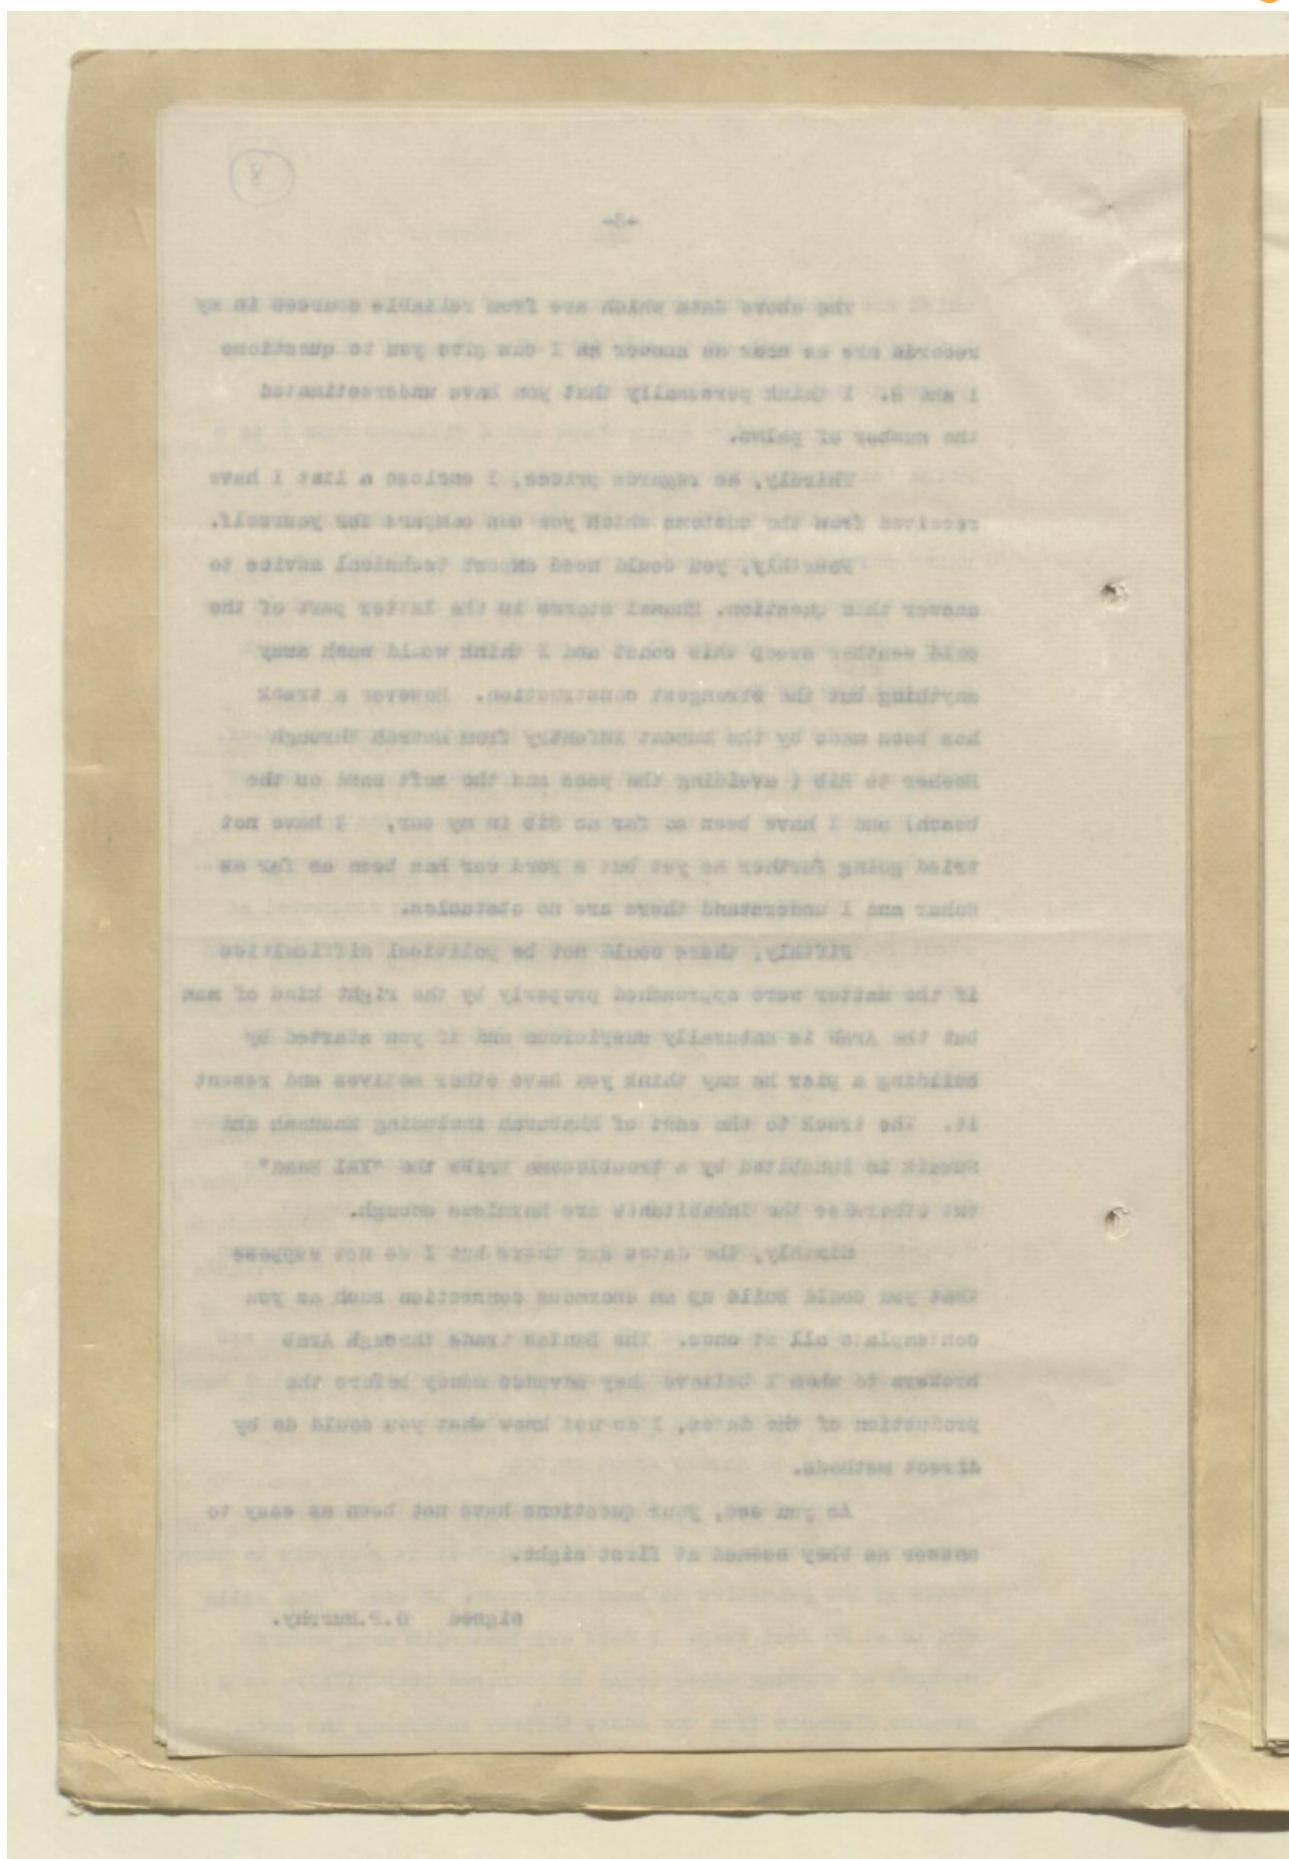 8
-3-
The above data which are from reliable sources in my
records are as near an answer as I can give you to questions
1 and 2. I think personally that you have underestimated
the number of palms.
Thirdly, as regards prices, I enclose a list I have
received from the customs which you can compare for yourself.
Fourthly, you would need expert technical advice to
answer this question. Shamal storms in the latter part of the
cold weather sweep this coast and I think would wash away
anything but the strongest construction. However a track
has been made by the Muscat Infantry from Matrah through
to Sib ( avoiding the pass and the soft sand on the
beach) and I have been so far as Sib in my car, I have not
tried going further as yet but a Ford car has been as far as
Suhar and I understand there are no obstacles.
Fifthly, there would not be political difficulties
if the matter were approached properly by the right kind of man
but the Arab is naturally suspicious and if you started by
building a pier he may think you have other motives and resent
it. The track to the east of Khaburah including and
Suwaik is inhabited by a troublesome tribe the "Yal Saad"
but otherwise the inhabitants are harmless enough.
Sixthly, the dates are there but I do not suppose
that you could build up an enormous connection such as you
contemplate all at once. The Banias trade through Arab
brokers to whom I believe they advance money before the
production of the dates, I do not know what you could do by
direct methods.
As you see, your questions have not been as easy to
answer as they seemed at first sight.
signed G.P.Murphy.